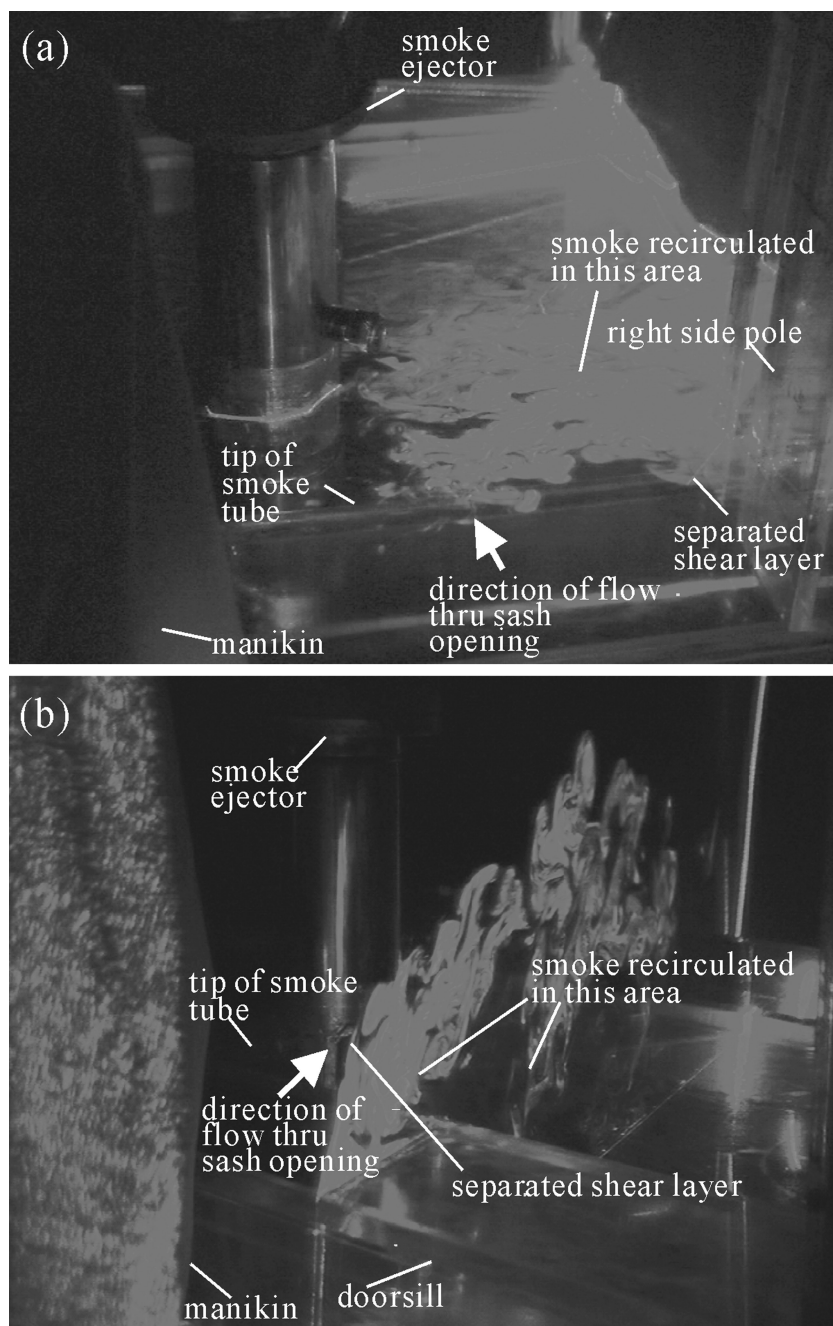 (a)
smoke
ejector
smoke recirculated
in this area
right side pole
tip of
smoke
tube
separated
shear layer
direction of flow
thru sash
opening
manikin
(b)
smoke
ejector
smoke recirculated
in this area
tip of smoke
tube
direction of
flow thru
sash opening
separated shear layer
doorsill
manikin